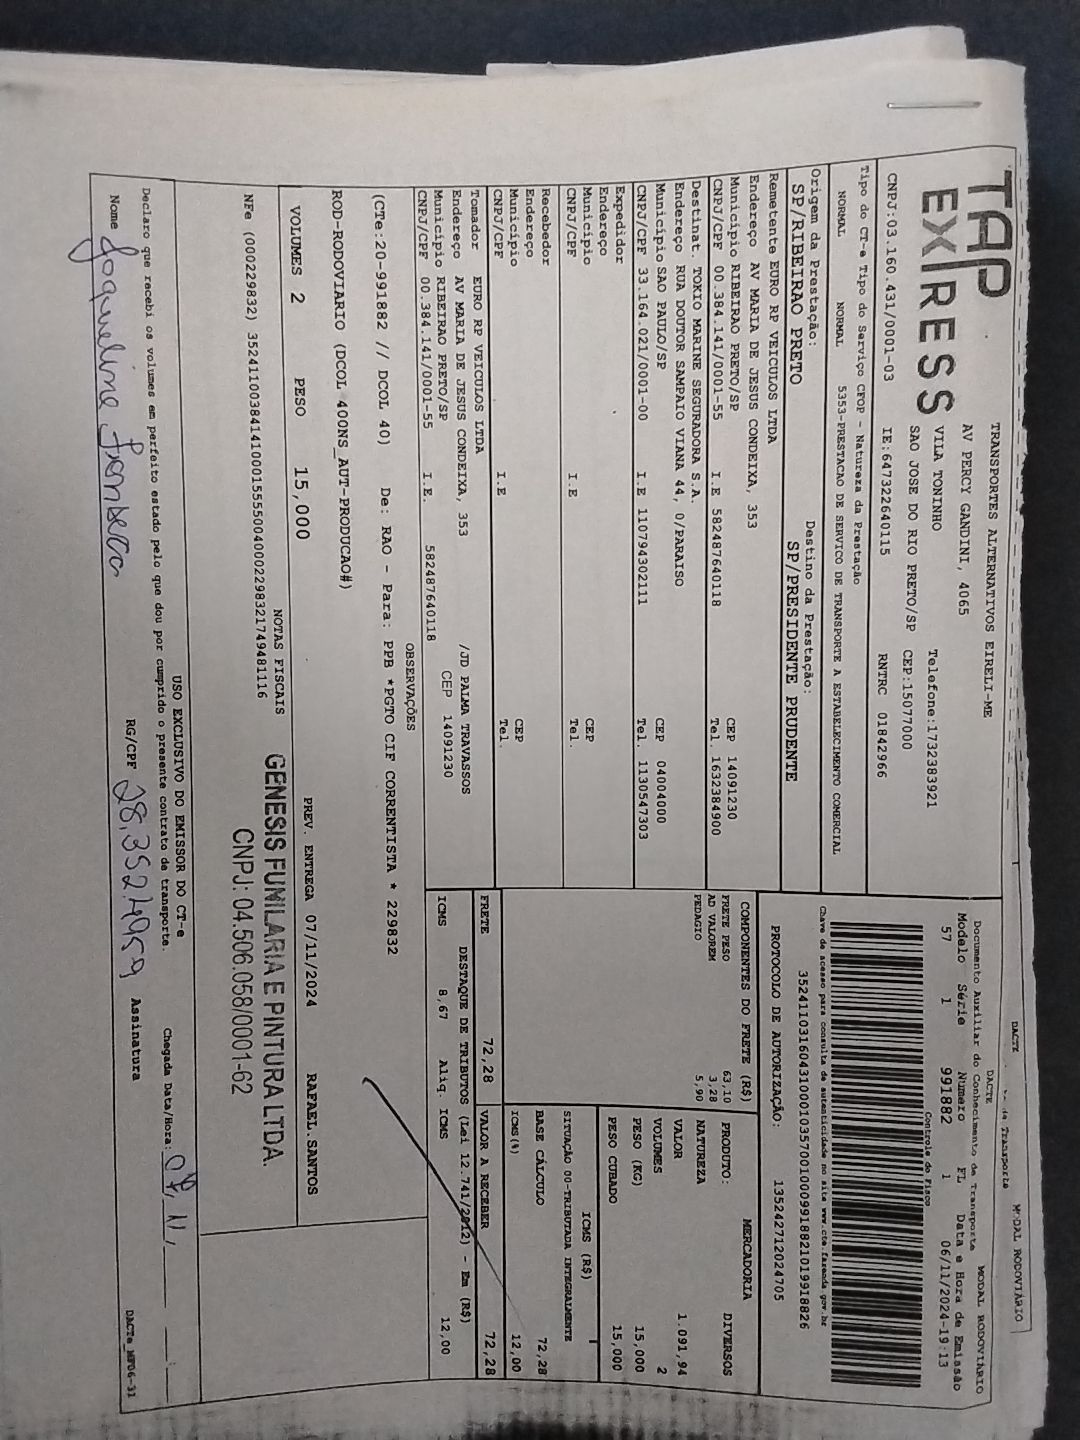 DACTE
MODAL RODOVIÁRIO
TAP
EXPRESS
CNPJ:03.160.431/0001-03
TRANSPORTES ALTERNATIVOS EIRELI-ME
AV PERCY GANDINI, 4065
VILA TONINHO
Telefone:1732383921
SAO JOSE DO RIO PRETO/SP
CEP:15077000
IE:647322640115
RNTRC 01842966
DACTE
MODAL RODOVIÁRIO
Documento Auxiliar do Conhecimento de Transporte
Modelo Série Numero FL Data e Hora de Emissão
57 1 991882 1 06/11/2024-19:13
Controle do Fisco
Tipo do CT-e Tipo do Serviço CFOP - Natureza da Prestação
NORMAL NORMAL 5353-PRESTACAO DE SERVICO DE TRANSPORTE A ESTABELECIMENTO COMERCIAL
Chave de acesso para consulta de autenticidade no site www.cte.fazenda.gov.br
35241103160431000103570010009918821019918826
PROTOCOLO DE AUTORIZAÇÃO: 135242712024705
Origem da Prestação: Destino da Prestação:
SP/RIBEIRAO PRETO SP/PRESIDENTE PRUDENTE
Remetente EURO RP VEICULOS LTDA
Endereço AV MARIA DE JESUS CONDEIXA, 353
Município RIBEIRAO PRETO/SP CEP 14091230
CNPJ/CPF 00.384.141/0001-55 I.E 582487640118 Tel. 1632384900
Destinat. TOKIO MARINE SEGURADORA S.A.
Endereço RUA DOUTOR SAMPAIO VIANA 44, 0/PARAISO
Município SAO PAULO/SP CEP 04004000
CNPJ/CPF 33.164.021/0001-00 I.E 110794302111 Tel. 1130547303
Expedidor
Endereço
Município CEP
CNPJ/CPF I.E Tel.
Recebedor
Endereço
Município CEP
CNPJ/CPF I.E Tel.
Tomador EURO RP VEICULOS LTDA
Endereço AV MARIA DE JESUS CONDEIXA, 353 /JD PALMA TRAVASSOS
Município RIBEIRAO PRETO/SP CEP 14091230
CNPJ/CPF 00.384.141/0001-55 I.E. 582487640118
COMPONENTES DO FRETE (R$)
FRETE PESO 63,10
AD VALOREM 3,28
PEDAGIO 5,90
PRODUTO: MERCADORIA
NATUREZA DIVERSOS
VALOR 1.091,94
VOLUMES 2
PESO (KG) 15,000
PESO CUBADO 15,000
ICMS (R$)
SITUAÇÃO 00-TRIBUTADA INTEGRALMENTE
BASE CÁLCULO 72,28
ICMS(%) 12,00
FRETE 72,28 VALOR A RECEBER 72,28
DESTAQUE DE TRIBUTOS (Lei 12.741/2012) - Em (R$)
ICMS 8,67 Aliq. ICMS 12,00
OBSERVAÇÕES
(CTe:20-991882 // DCOL 40) De: RAO - Para: PPB *PGTO CIF CORRENTISTA * 229832
ROD-RODOVIARIO (DCOL 400NS_AUT-PRODUCAO#)
VOLUMES 2 PESO 15,000 PREV. ENTREGA 07/11/2024 RAFAEL.SANTOS
NOTAS FISCAIS
NFe (000229832) 35241100384141000155550040002298321749481116
GENESIS FUNILARIA E PINTURA LTDA.
CNPJ: 04.506.058/0001-62
USO EXCLUSIVO DO EMISSOR DO CT-e
Declaro que recebi os volumes em perfeito estado pelo que dou por cumprido o presente contrato de transporte.
Chegada Data/Hora:
Nome Jaqueline
RG/CPF 28.352.4959
Assinatura
DACTe_MF06-31